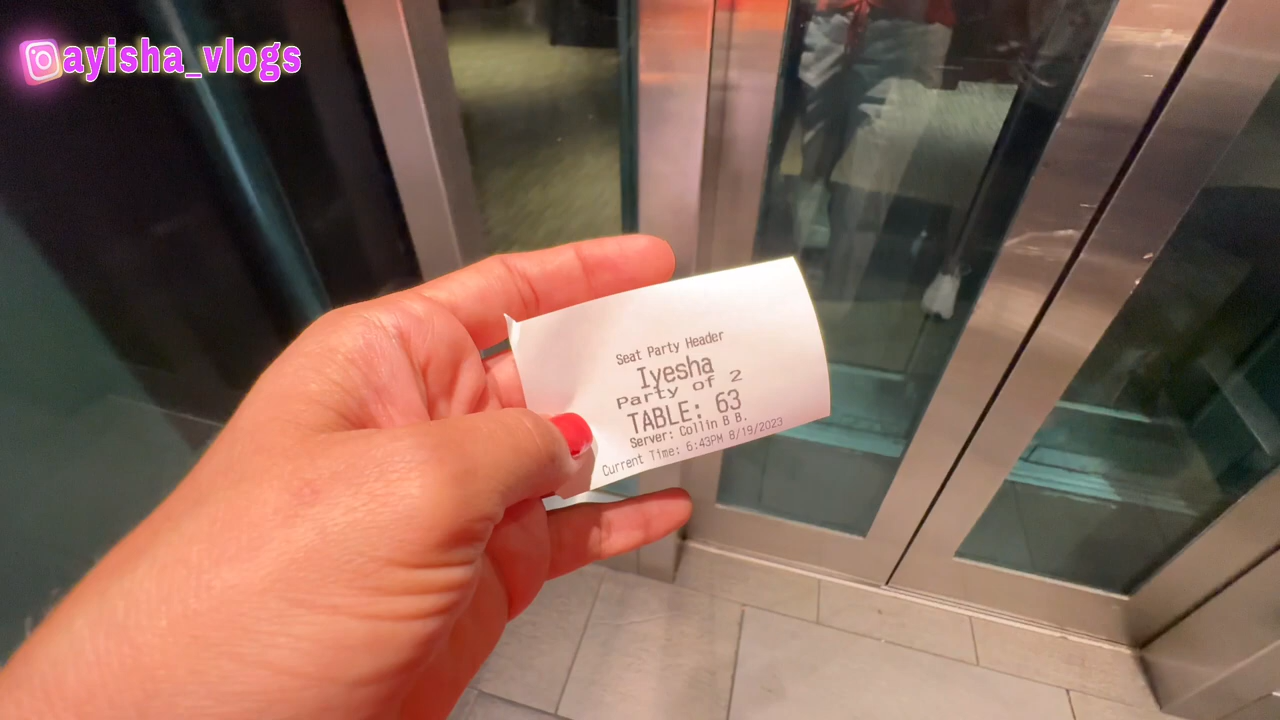 ayisha_vlogs
Seat Party Header
Iyesha
Party of 2
TABLE: 63
Server: Collin B B.
Current Time: 6:43PM 8/19/2023